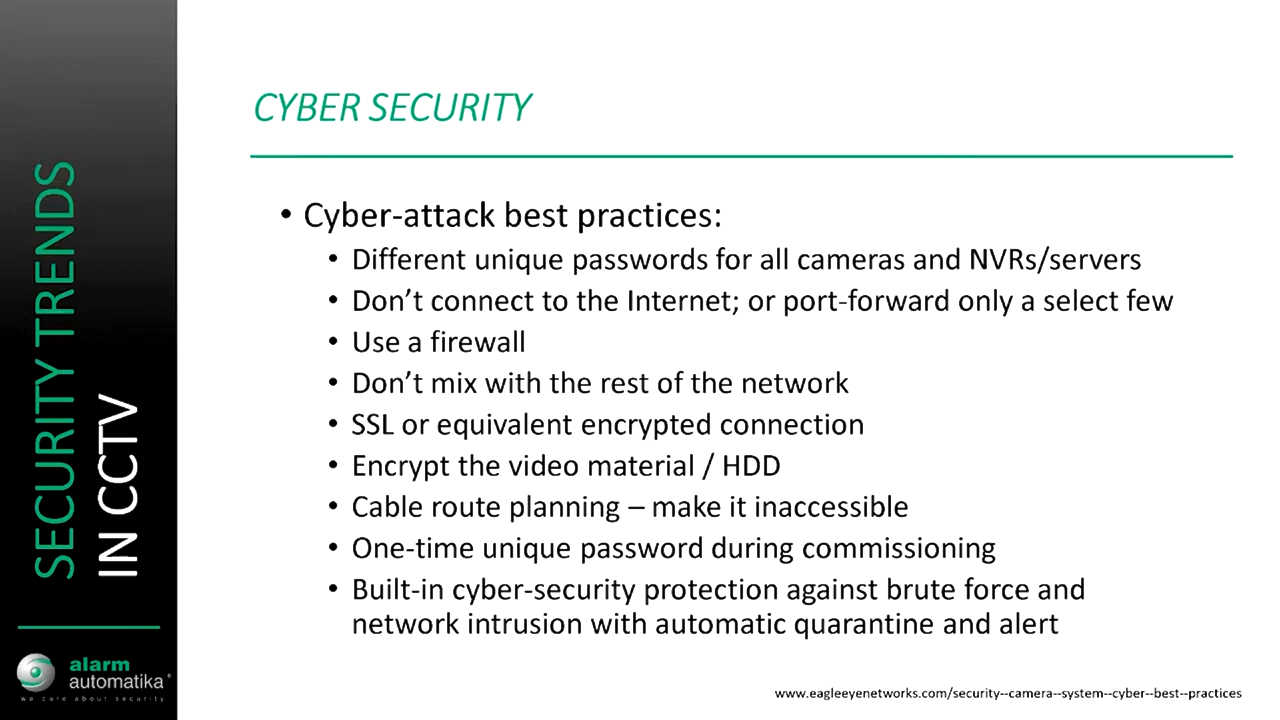 SECURITY TRENDS
IN CCTV
alarm
automatika®
we care about security
CYBER SECURITY
• Cyber-attack best practices:
• Different unique passwords for all cameras and NVRs/servers
• Don’t connect to the Internet; or port-forward only a select few
• Use a firewall
• Don’t mix with the rest of the network
• SSL or equivalent encrypted connection
• Encrypt the video material / HDD
• Cable route planning – make it inaccessible
• One-time unique password during commissioning
• Built-in cyber-security protection against brute force and
network intrusion with automatic quarantine and alert
www.eagleeyenetworks.com/security--camera--system--cyber--best--practices